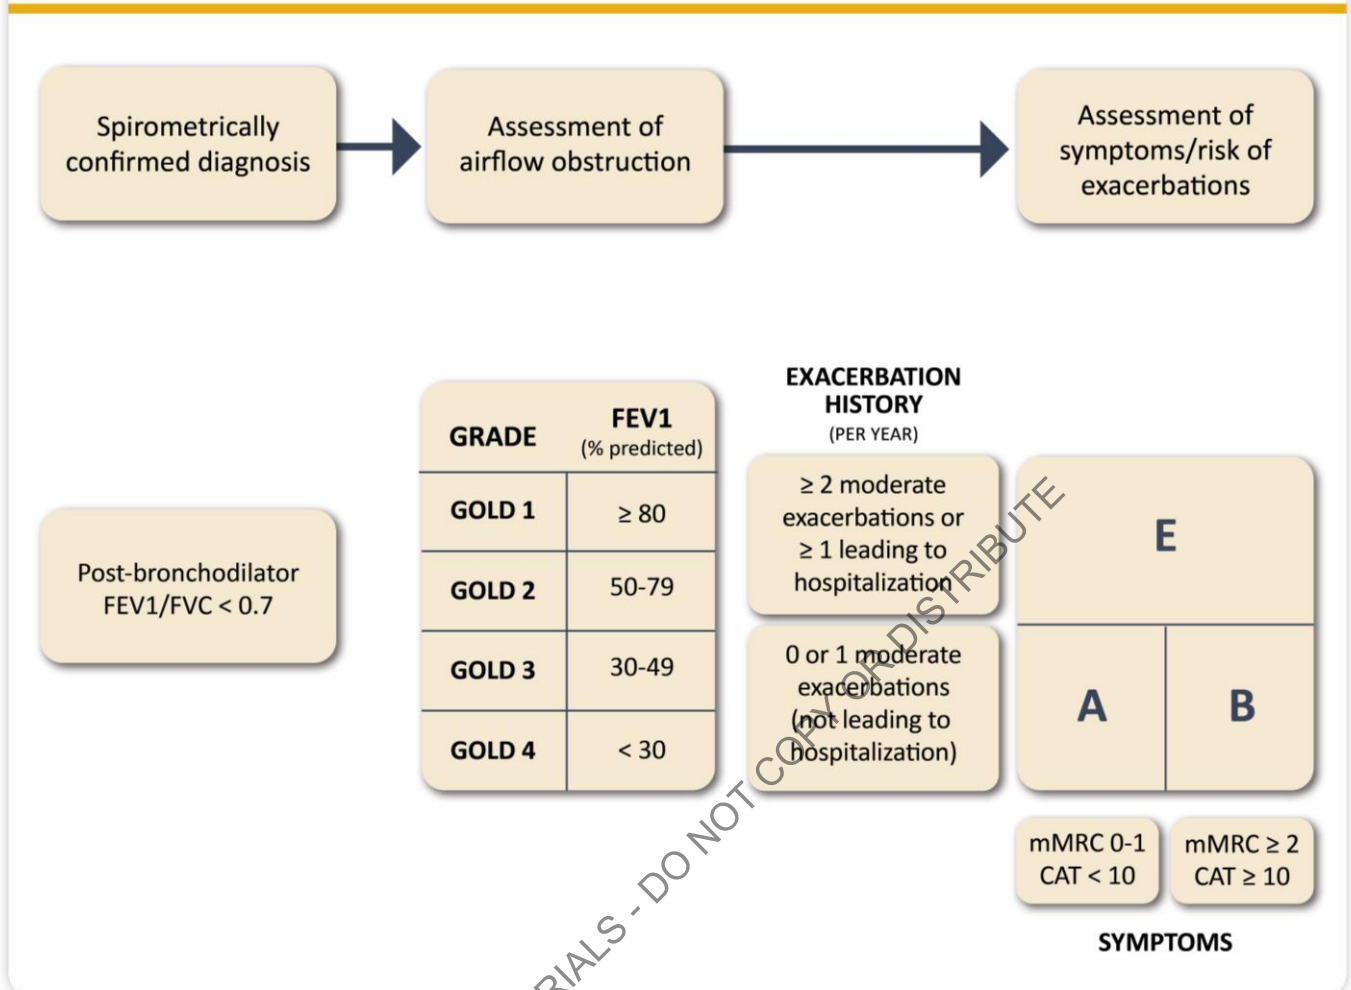 Spirometrically
confirmed diagnosis
Assessment of
airflow obstruction
Assessment of
symptoms/risk of
exacerbations
Post-bronchodilator
FEV1/FVC < 0.7
GRADE
FEV1
(% predicted)
GOLD 1
≥ 80
GOLD 2
50-79
GOLD 3
30-49
GOLD 4
< 30
EXACERBATION
HISTORY
(PER YEAR)
≥ 2 moderate
exacerbations or
≥ 1 leading to
hospitalization
0 or 1 moderate
exacerbations
(not leading to
hospitalization)
E
A
B
mMRC 0-1
CAT < 10
mMRC ≥ 2
CAT ≥ 10
SYMPTOMS
RIALS - DO NOT COPY OR DISTRIBUTE